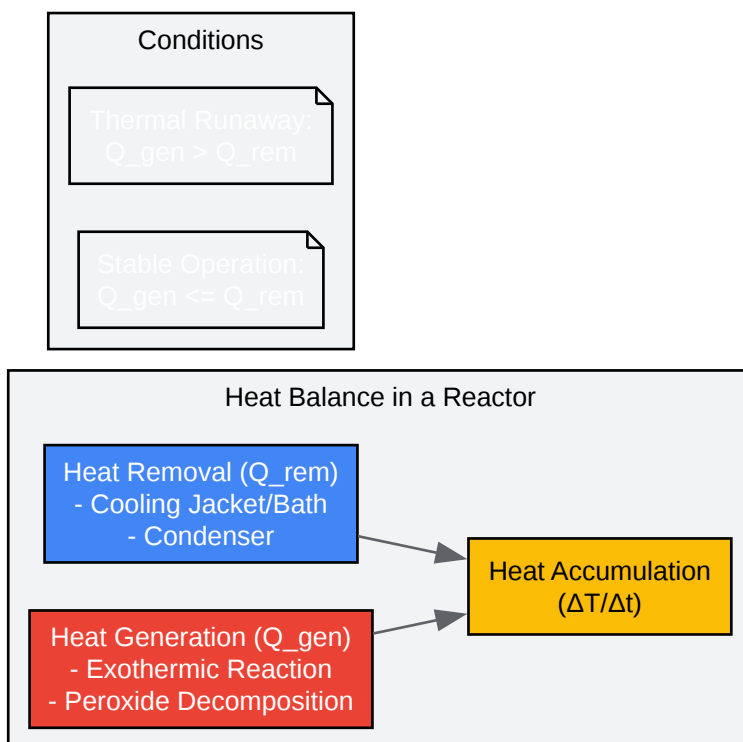 Conditions
Thermal Runaway:
Q_gen > Q_rem
Stable Operation:
Q_gen <= Q_rem
Heat Balance in a Reactor
Heat Removal (Q_rem)
- Cooling Jacket/Bath
- Condenser
Heat Generation (Q_gen)
- Exothermic Reaction
- Peroxide Decomposition
Heat Accumulation
(ΔT/Δt)